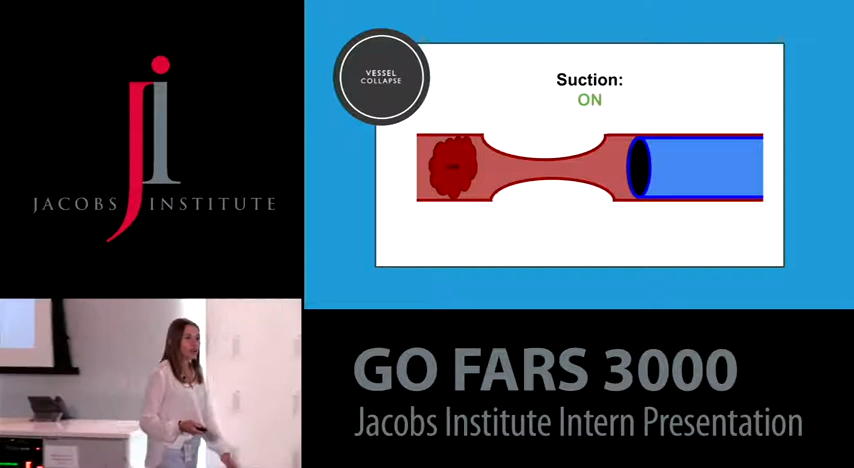 JACOBS INSTITUTE
VESSEL
COLLAPSE
Suction:
ON
GO FARS 3000
Jacobs Institute Intern Presentation